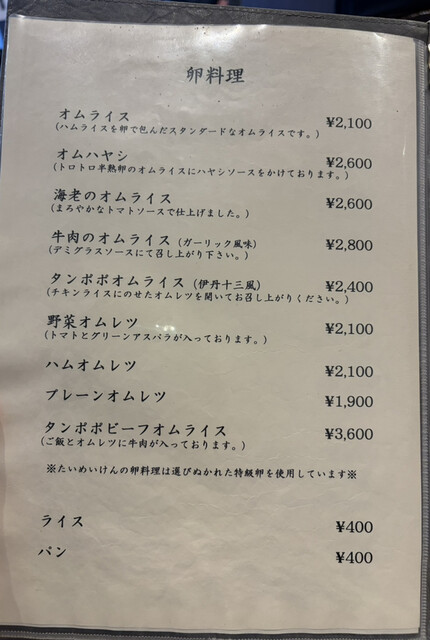 卵料理
オムライス ¥2,100
(ハムライスを卵で包んだスタンダードなオムライスです。)
オムハヤシ ¥2,600
(トロトロ半熟卵のオムライスにハヤシソースをかけております。)
海老のオムライス ¥2,600
(まろやかなトマトソースで仕上げました。)
牛肉のオムライス (ガーリック風味) ¥2,800
(デミグラスソースにて召し上がり下さい。)
タンポポオムライス (伊丹十三風) ¥2,400
(チキンライスにのせたオムレツを開いてお召し上がりください。)
野菜オムレツ ¥2,100
(トマトとグリーンアスパラが入っております。)
ハムオムレツ ¥2,100
プレーンオムレツ ¥1,900
タンポポビーフオムライス ¥3,600
(ご飯とオムレツに牛肉が入っております。)
※たいめいけんの卵料理は選びぬかれた特級卵を使用しています※
ライス ¥400
パン ¥400